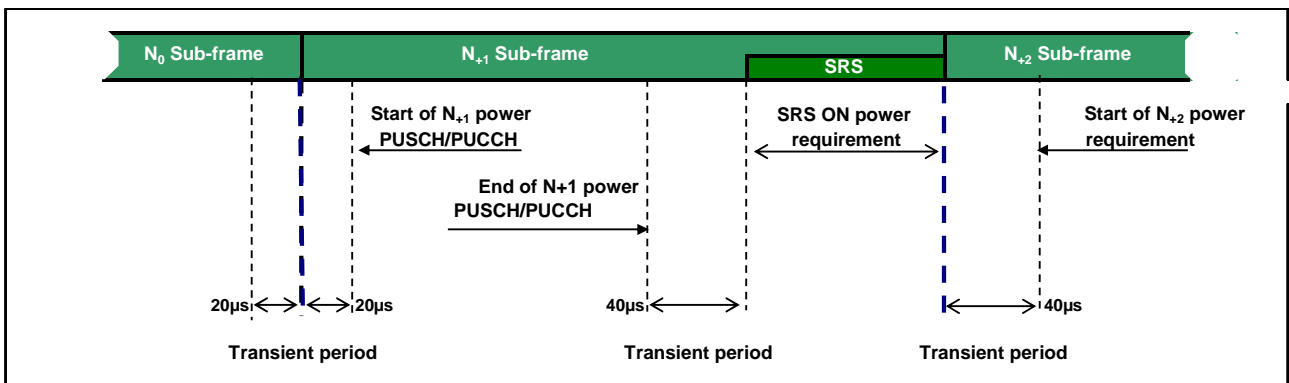 N0 Sub-frame
N+1 Sub-frame
SRS
N+2 Sub-frame
Start of N+1 power
PUSCH/PUCCH
SRS ON power
requirement
Start of N+2 power
requirement
End of N+1 power
PUSCH/PUCCH
20µs
20µs
40µs
40µs
Transient period
Transient period
Transient period